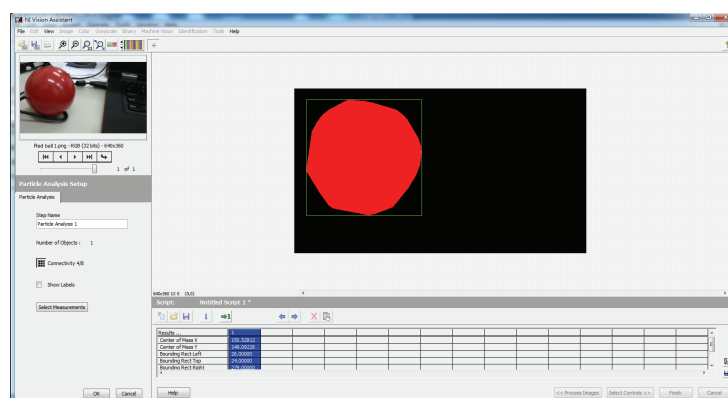 NI Vision Assistant
File Edit View Image Color Grayscale Binary Machine Vision Identification Tools Help
Red ball 1.png - RGB (32 bits) - 640x360
1 of 1
Particle Analysis Setup
Particle Analysis
Step Name
Particle Analysis 1
Number of Objects : 1
Connectivity 4/8
Show Labels
Select Measurements
OK Cancel
640x360 1X 0 (0,0)
Script: Untitled Script 1 *
Results ... 1
Center of Mass X 150.52812
Center of Mass Y 149.09226
Bounding Rect Left 26.00000
Bounding Rect Top 24.00000
Bounding Rect Right 279.00000
Help
<< Process Images Select Controls >> Finish Cancel